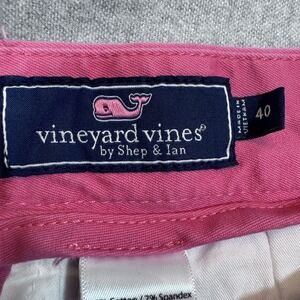 vineyard vines®
by Shep & Ian
MADE IN
VIETNAM
40
Cotton / 2% Spandex